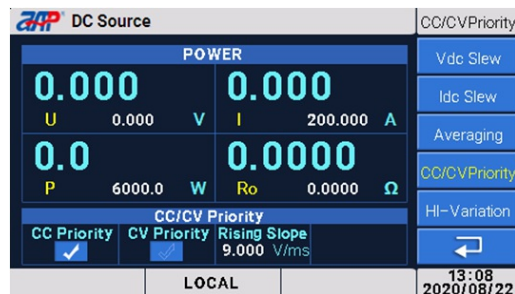 AAP DC Source
CC/CVPriority
POWER
0.000
U 0.000 V
0.000
I 200.000 A
0.0
P 6000.0 W
0.0000
Ro 0.0000 Ω
CC/CV Priority
CC Priority
CV Priority
Rising Slope
9.000 V/ms
Vdc Slew
Idc Slew
Averaging
CC/CVPriority
HI-Variation
LOCAL
13:08
2020/08/22